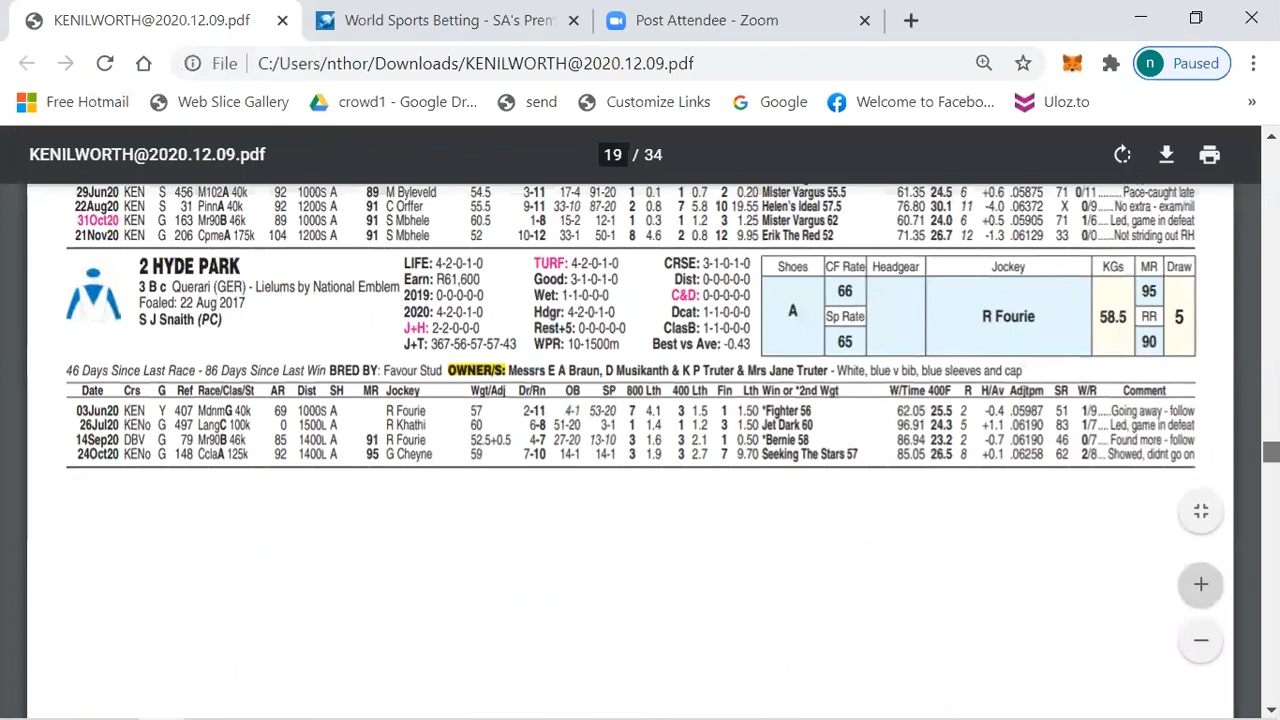 KENILWORTH@2020.12.09.pdf
World Sports Betting - SA's Prem
Post Attendee - Zoom
File C:/Users/nthor/Downloads/KENILWORTH@2020.12.09.pdf
n Paused
Free Hotmail Web Slice Gallery crowd1 - Google Dr... send Customize Links Google Welcome to Facebo... Uloz.to »
KENILWORTH@2020.12.09.pdf 19 / 34
29Jun20 KEN S 456 M102A 40k 92 1000S A 89 M Byleveld 54.5 3-11 17-4 91-20 1 0.1 1 0.7 2 0.20 Mister Vargus 55.5 61.35 24.5 6 +0.6 .05875 71 0/11 ...... Pace-caught late
22Aug20 KEN S 31 PinnA 40k 89 1000S A 91 C Orffer 55.5 9-11 33-10 87-20 2 0.8 7 5.8 10 19.55 Helen's Ideal 57.5 76.80 30.1 11 -4.0 .06372 X 0/9.... No extra - exam/nil
31Oct20 KEN G 163 Mr90B 46k 89 1000S A 91 S Mbhele 60.5 1-8 15-2 12-1 1 0.3 1 1.2 3 1.25 Mister Vargus 62 60.71 24.0 6 +0.5 .05905 71 1/6.... Led, game in defeat
21Nov20 KEN G 206 CpmeA 175k 104 1200S A 91 S Mbhele 52 10-12 33-1 50-1 8 4.6 2 0.8 12 9.95 Erik The Red 52 71.35 26.7 12 -1.3 .06129 33 0/0.... Not striding out RH
2 HYDE PARK
3 B c Querari (GER) - Lielums by National Emblem
Foaled: 22 Aug 2017
S J Snaith (PC)
LIFE: 4-2-0-1-0 TURF: 4-2-0-1-0 CRSE: 3-1-0-1-0
Earn: R61,600 Good: 3-1-0-1-0 Dist: 0-0-0-0-0
2019: 0-0-0-0-0 Wet: 1-1-0-0-0 C&D: 0-0-0-0-0
2020: 4-2-0-1-0 Hdgr: 4-2-0-1-0 Dcat: 1-1-0-0-0
J+H: 2-2-0-0-0 Rest+5: 0-0-0-0-0 ClasB: 1-1-0-0-0
J+T: 367-56-57-57-43 WPR: 10-1500m Best vs Ave: -0.43
Shoes CF Rate Headgear Jockey KGs MR Draw
66 95
A Sp Rate R Fourie 58.5 RR 5
65 90
46 Days Since Last Race - 86 Days Since Last Win BRED BY: Favour Stud OWNER/S: Messrs E A Braun, D Musikanth & K P Truter & Mrs Jane Truter - White, blue v bib, blue sleeves and cap
Date Crs G Ref Race/Clas/St AR Dist SH MR Jockey Wgt/Adj Dr/Rn OB SP 800 Lth 400 Lth Fin Lth Win or *2nd Wgt W/Time 400F R H/Av Adjtpm SR W/R Comment
03Jun20 KEN Y 407 MdnmG 40k 69 1000S A R Fourie 57 2-11 4-1 53-20 7 4.1 3 1.5 1 1.50 *Fighter 56 62.05 25.5 2 -0.4 .05987 51 1/9.... Going away - follow
26Jul20 KENo G 497 LangC 100k 0 1500L A R Khathi 60 6-8 51-20 3-1 1 1.4 1 1.2 3 1.50 Jet Dark 60 96.91 24.3 5 +1.1 .06190 83 1/7.... Led, game in defeat
14Sep20 DBV G 79 Mr90B 46k 85 1400L A 91 R Fourie 52.5+0.5 4-7 27-20 13-10 3 1.6 3 2.1 1 0.50 *Bernie 58 86.94 23.2 2 -0.7 .06190 46 0/7.... Found more - follow
24Oct20 KENo G 148 CclaA 125k 92 1400L A 95 G Cheyne 59 7-10 14-1 14-1 3 1.9 3 2.7 7 9.70 Seeking The Stars 57 85.05 26.5 8 +0.1 .06258 62 2/8.... Showed, didnt go on